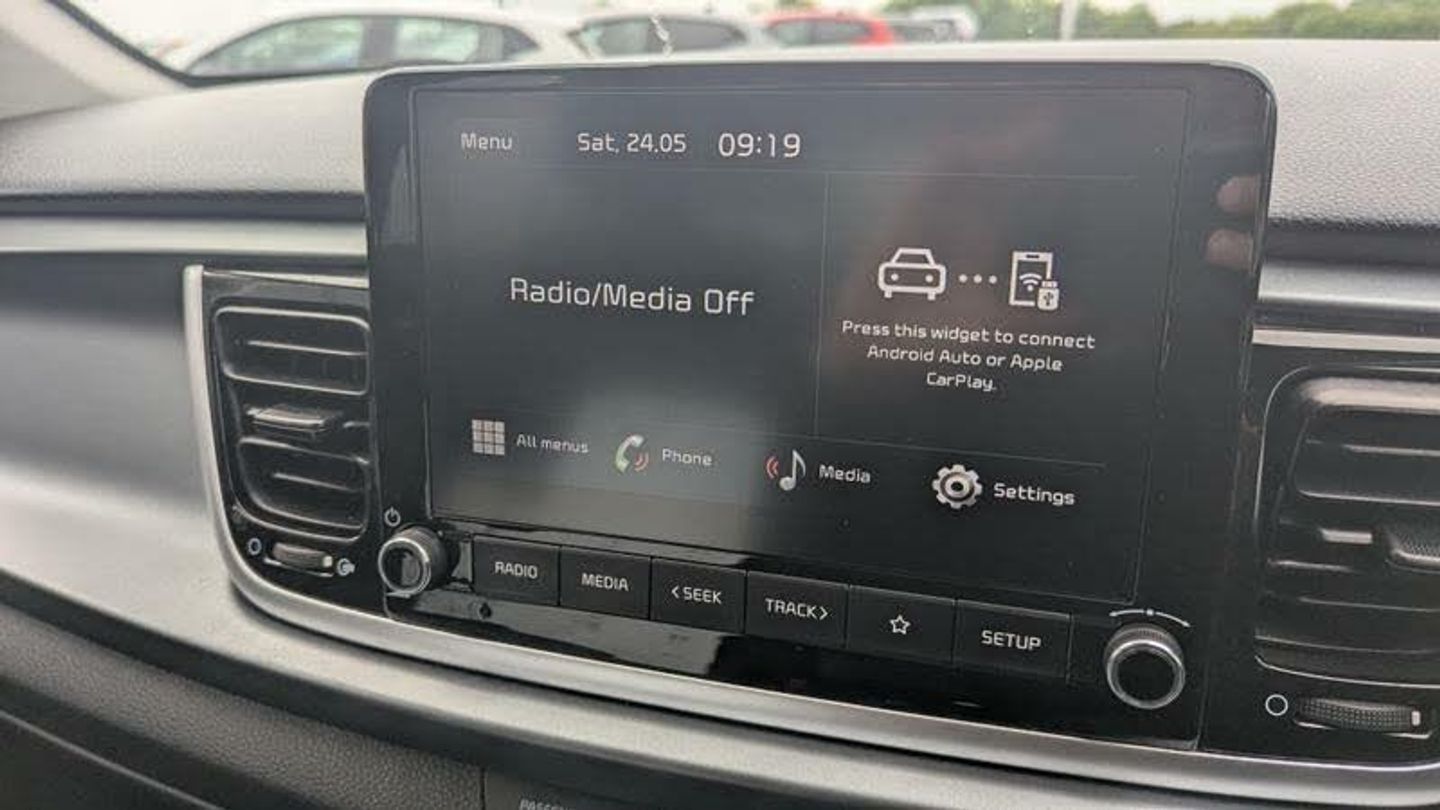 Menu Sat, 24.05 09:19
Radio/Media Off
Press this widget to connect
Android Auto or Apple
CarPlay.
All menus Phone Media Settings
RADIO MEDIA <SEEK TRACK> SETUP